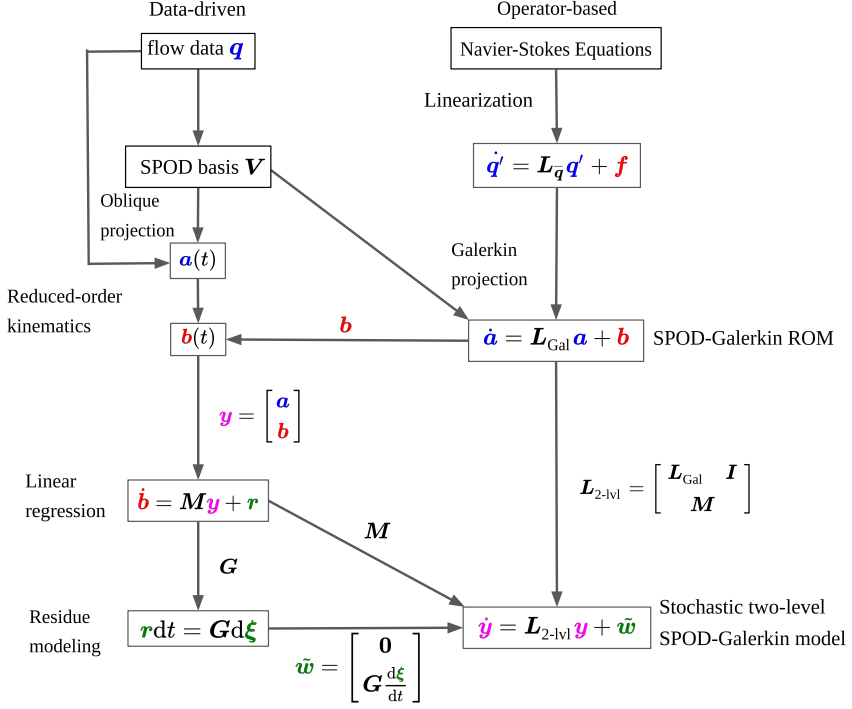 Data-driven
Operator-based
flow data q
Navier-Stokes Equations
Linearization
SPOD basis V
q̇′ = L_q̄ q′ + f
Oblique
projection
a(t)
Galerkin
projection
Reduced-order
kinematics
b(t)
b
ȧ = L_Gal a + b
SPOD-Galerkin ROM
y = [a
b]
Linear
regression
ḃ = My + r
L_2-lvl = [L_Gal I
M]
M
G
Residue
modeling
rdt = Gdξ
ẏ = L_2-lvl y + w̃
Stochastic two-level
SPOD-Galerkin model
w̃ = [0
G dξ/dt]